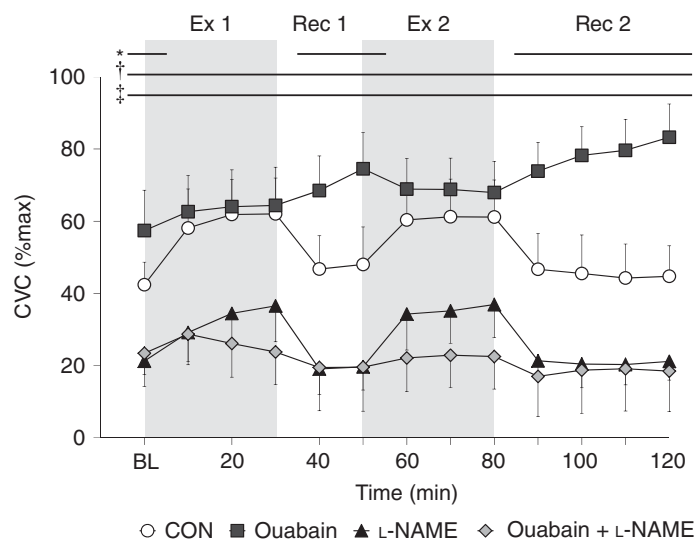 Ex 1 Rec 1 Ex 2 Rec 2
*
†
‡
100
80
60
40
20
0
CVC (%max)
BL 20 40 60 80 100 120
Time (min)
CON Ouabain L-NAME Ouabain + L-NAME